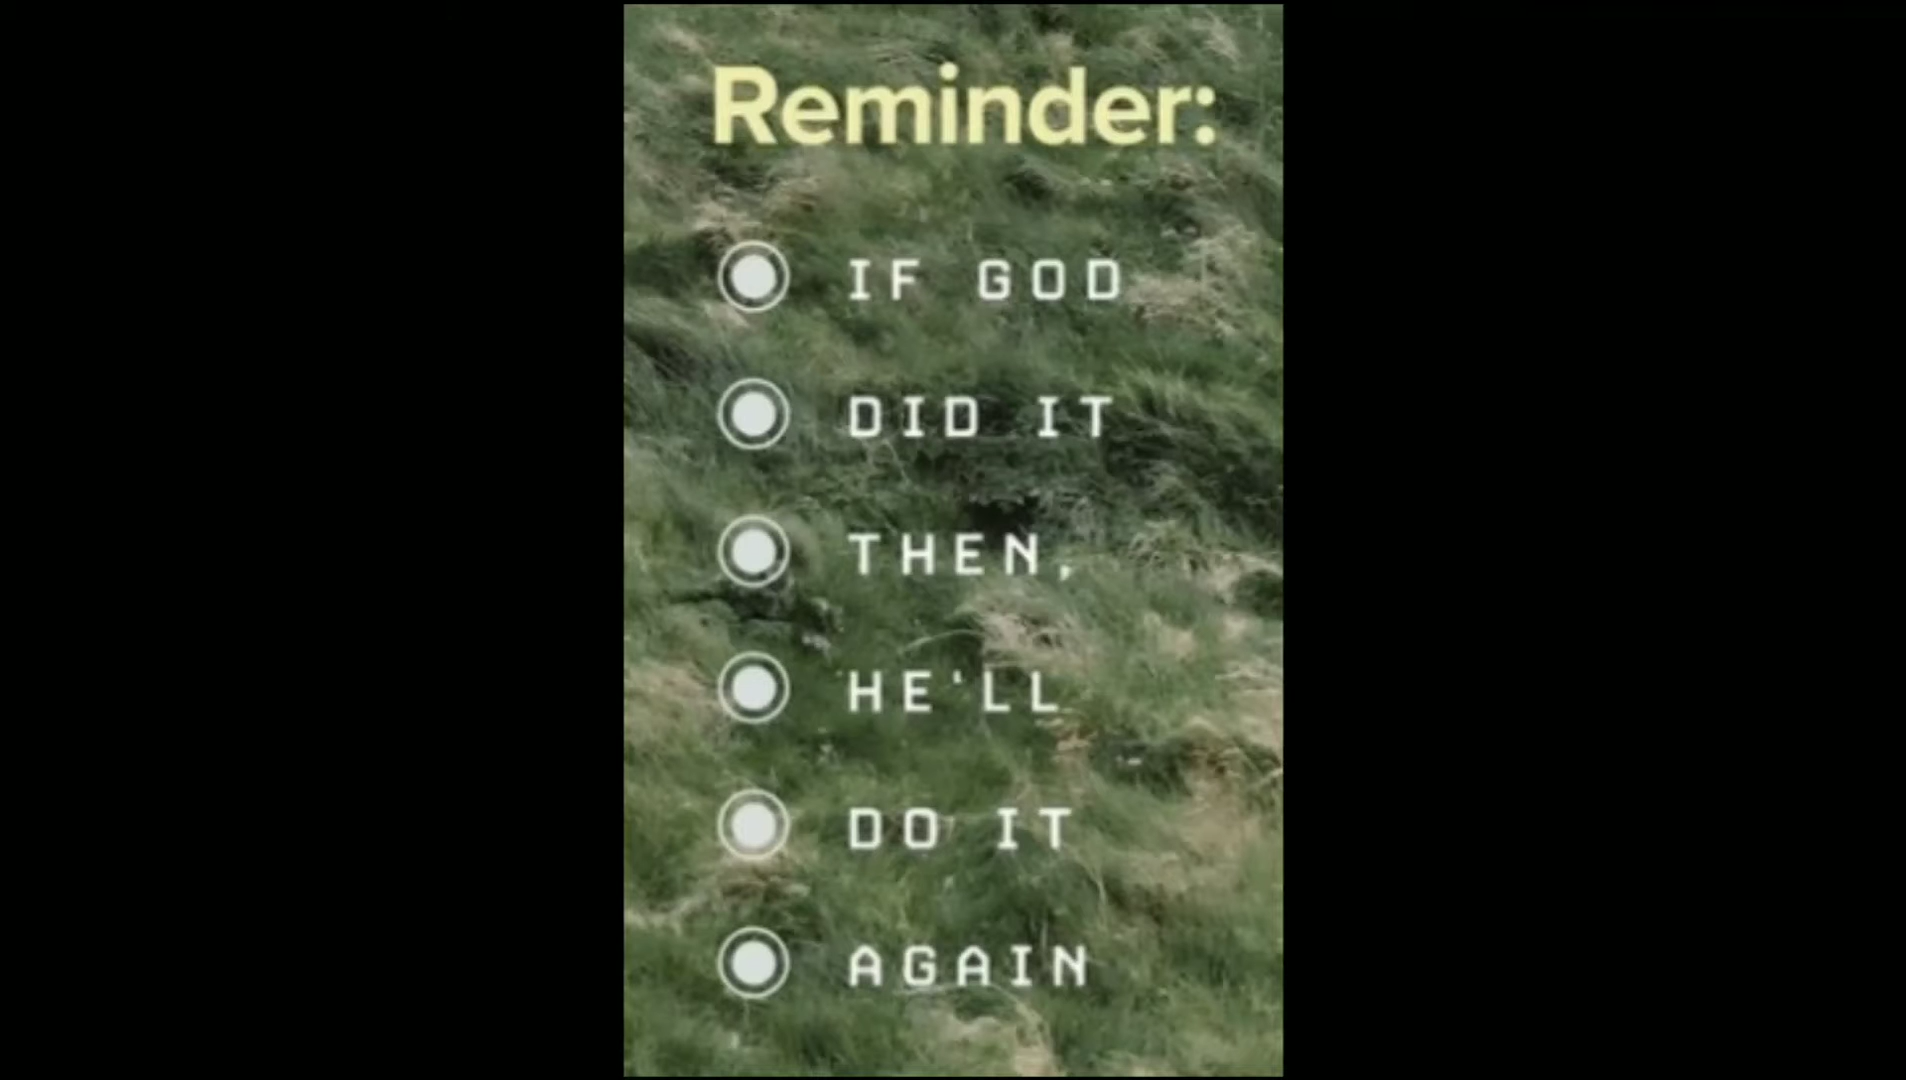 Reminder:
IF GOD
DID IT
THEN,
HE'LL
DO IT
AGAIN